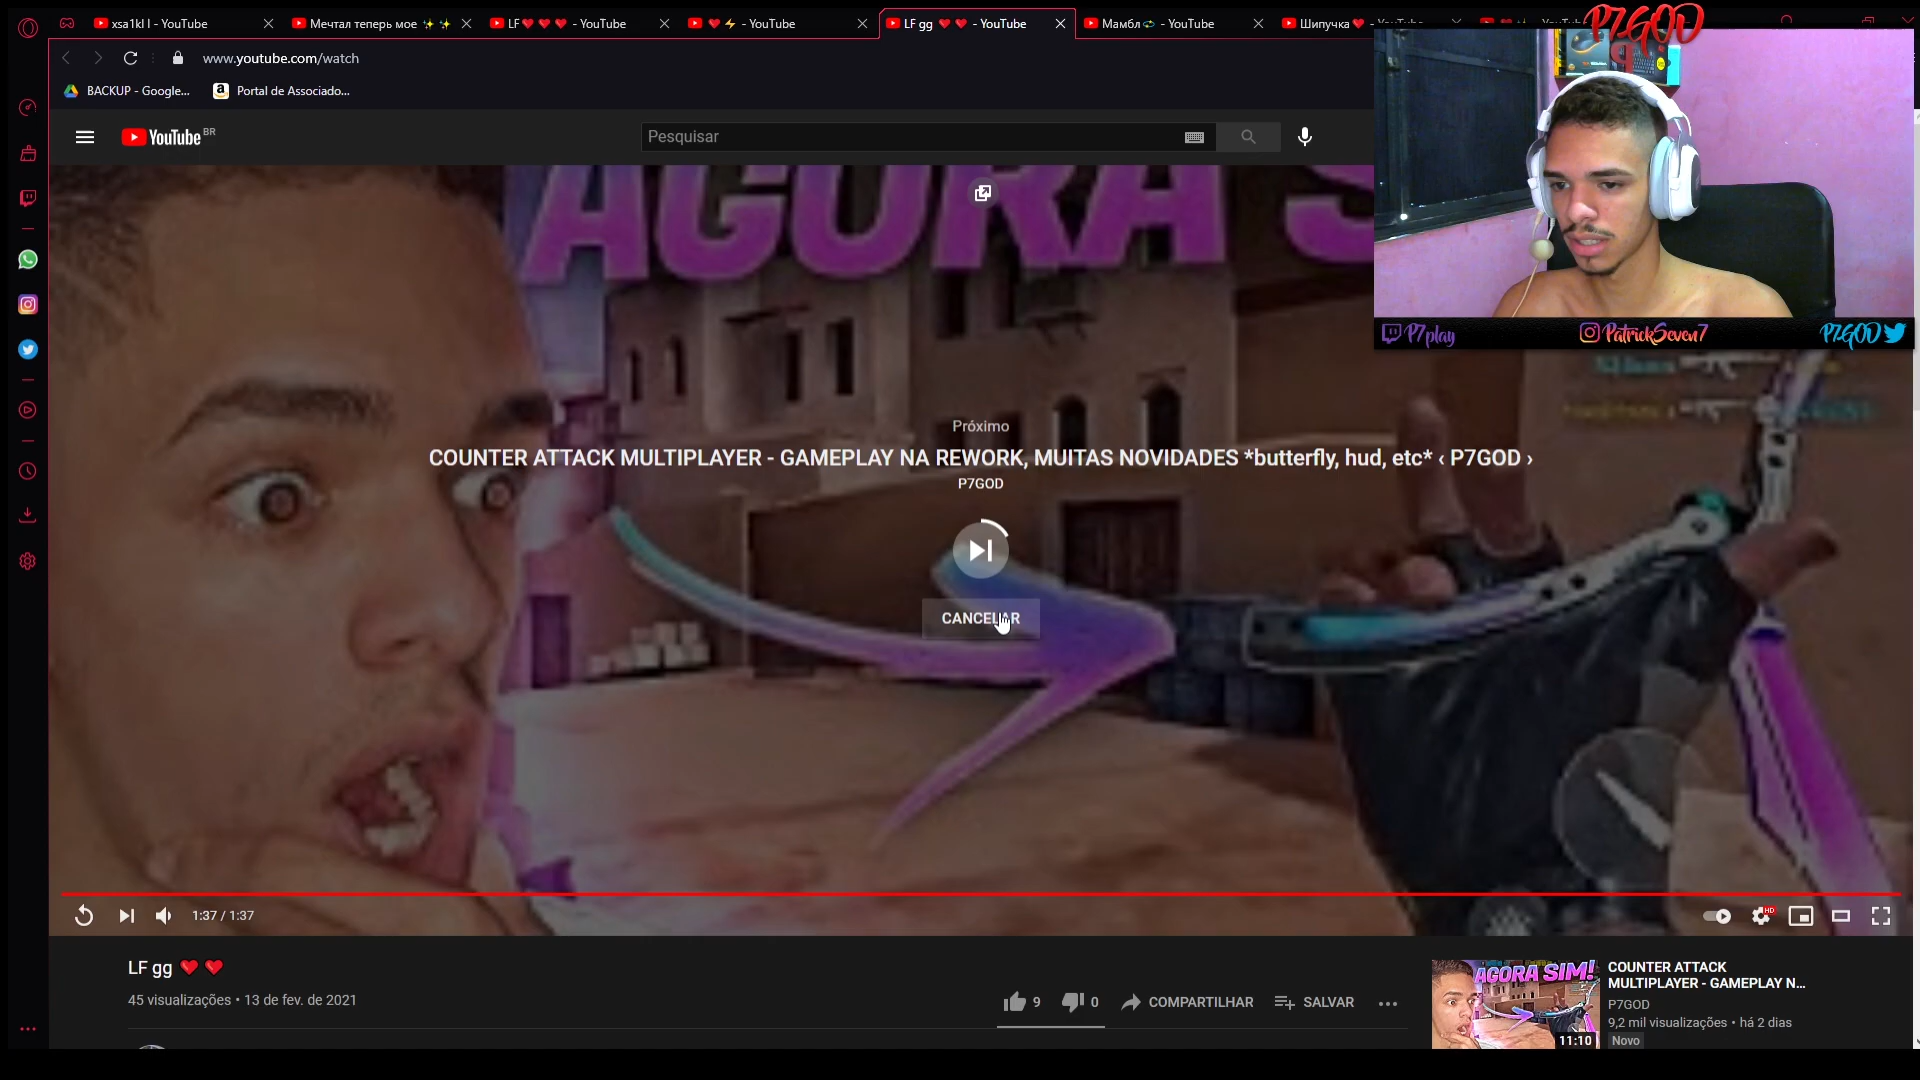 xsa1kl l - YouTube
Мечтал теперь мое ✨ ✨ - YouTube
LF❤ ❤ ❤ - YouTube
❤ ⚡ - YouTube
LF gg ❤ ❤ - YouTube
Мамбл - YouTube
Шипучка❤ - YouTube
P7GOD
www.youtube.com/watch
BACKUP - Google...
Portal de Associado...
YouTube BR
Pesquisar
P7play
PatrickSeven7
P7GOD
AGORA S
Próximo
COUNTER ATTACK MULTIPLAYER - GAMEPLAY NA REWORK, MUITAS NOVIDADES *butterfly, hud, etc* ‹ P7GOD ›
P7GOD
CANCELAR
1:37 / 1:37
HD
LF gg ❤ ❤
45 visualizações • 13 de fev. de 2021
9
0
COMPARTILHAR
SALVAR
AGORA SIM!
11:10
COUNTER ATTACK
MULTIPLAYER - GAMEPLAY N...
P7GOD
9,2 mil visualizações • há 2 dias
Novo